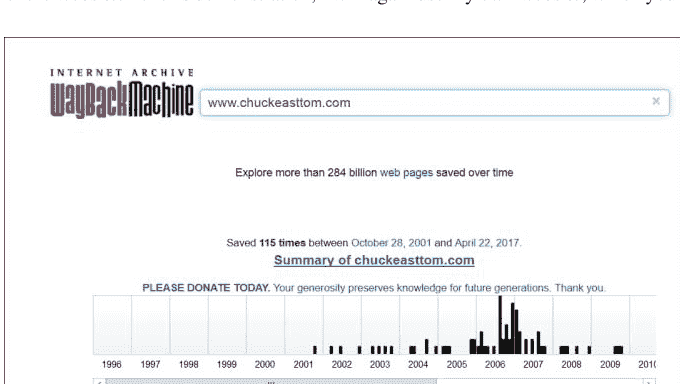 INTERNET ARCHIVE
WayBackMachine
www.chuckeasttom.com
Explore more than 284 billion web pages saved over time
Saved 115 times between October 28, 2001 and April 22, 2017.
Summary of chuckeasttom.com
PLEASE DONATE TODAY. Your generosity preserves knowledge for future generations. Thank you.
1996 1997 1998 1999 2000 2001 2002 2003 2004 2005 2006 2007 2008 2009